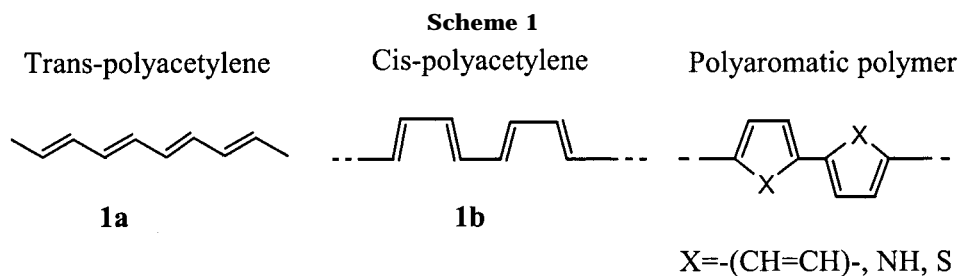 Scheme 1
Trans-polyacetylene
Cis-polyacetylene
Polyaromatic polymer
X
X
1a
1b
X=-(CH=CH)-, NH, S